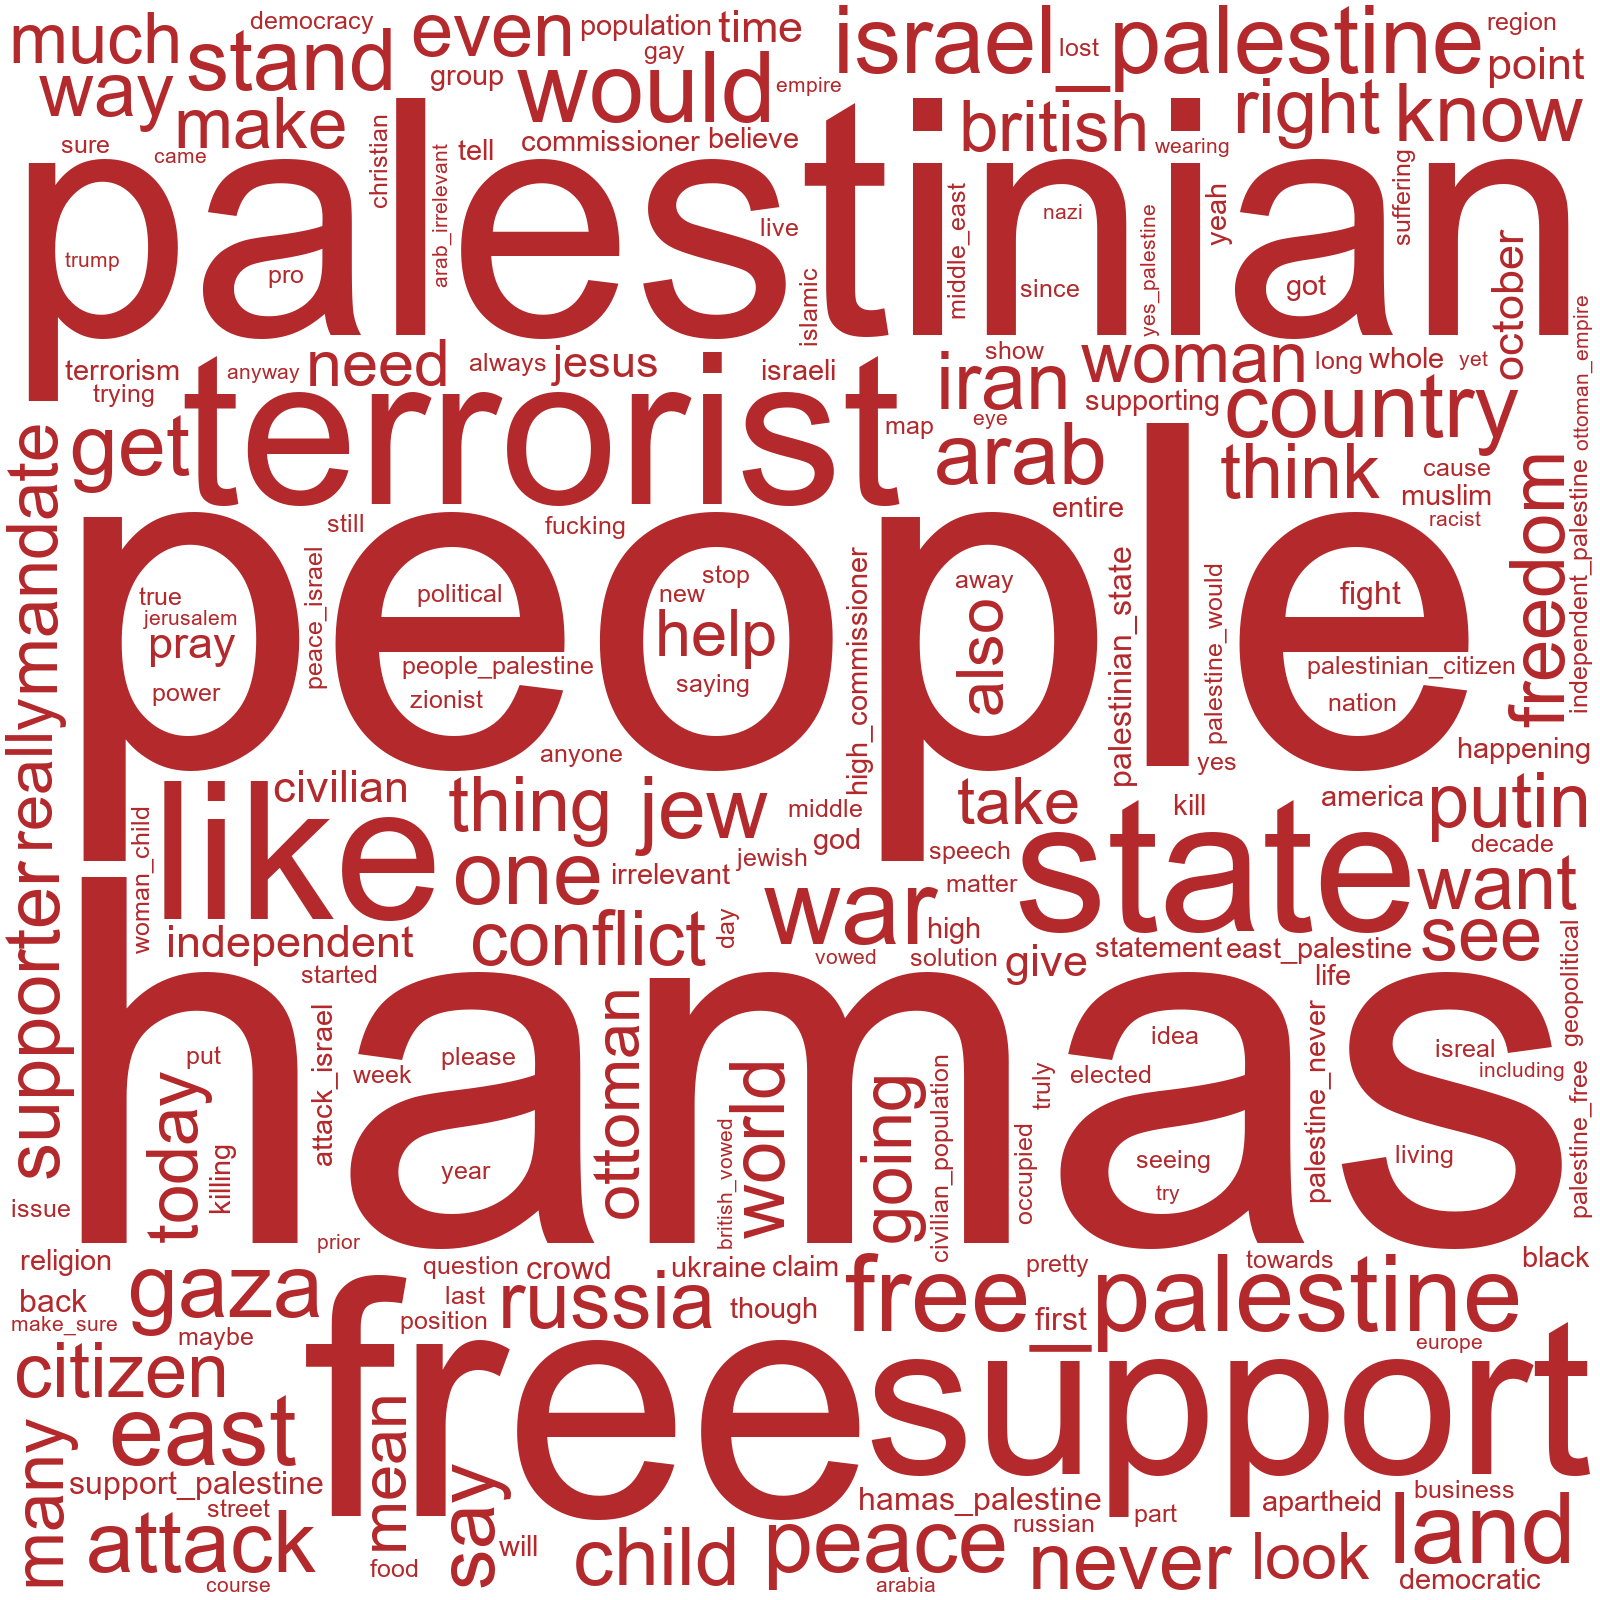 much
democracy
even
population
time
israel_palestine
region
way
stand
group
gay
would
empire
lost
point
make
commissioner
believe
british
right
know
sure
came
christian
arab_irrelevant
tell
wearing
suffering
palestinian
trump
pro
live
islamic
middle_east
since
nazi
yes_palestine
yeah
got
october
ottoman_empire
terrorism
trying
anyway
need
always
jesus
israeli
iran
show
eye
woman
supporting
long
whole
yet
country
get
terrorist
map
arab
think
cause
muslim
racist
entire
still
fucking
mandate
really
supporter
people
true
jerusalem
pray
power
peace_israel
political
people_palestine
zionist
stop
new
help
saying
anyone
high_commissioner
away
also
palestinian_state
palestine_would
yes
fight
palestinian_citizen
nation
freedom
independent_palestine
happening
woman_child
like
civilian
thing
jew
middle
god
jewish
irrelevant
one
take
speech
matter
kill
state
america
putin
decade
want
see
independent
started
conflict
day
war
vowed
high
solution
give
statement
east_palestine
life
geopolitical
hamas
put
today
killing
attack_israel
week
please
year
ottoman
british_vowed
world
going
civilian_population
occupied
truly
elected
idea
seeing
try
palestine_never
living
isreal
including
palestine_free
issue
prior
religion
back
make_sure
maybe
gaza
question
last
position
crowd
russia
ukraine
claim
though
free_palestine
first
pretty
towards
black
europe
citizen
east
many
support_palestine
street
attack
course
free
mean
food
say
will
support
child
peace
arabia
hamas_palestine
russian
part
never
apartheid
look
business
land
democratic